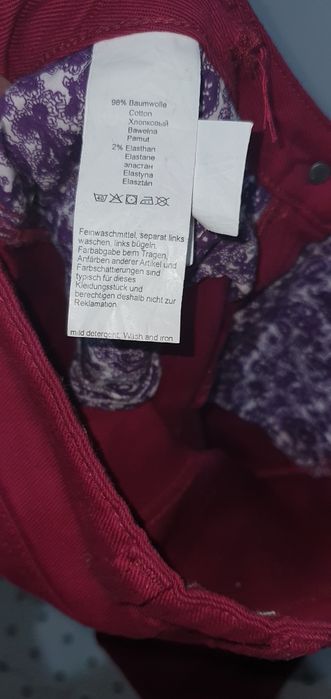 98% Baumwolle
Cotton
Хлопковый
Bawełna
Pamut
2% Elasthan
Elastane
эластан
Elastyna
Elasztán
Feinwaschmittel, separat links
waschen, links bügeln.
Farbabgabe beim Tragen,
Anfärben anderer Artikel und
Farbschattierungen sind
typisch für dieses
Kleidungsstück und
berechtigen deshalb nicht zur
Reklamation.
mild detergent, Wash and iron